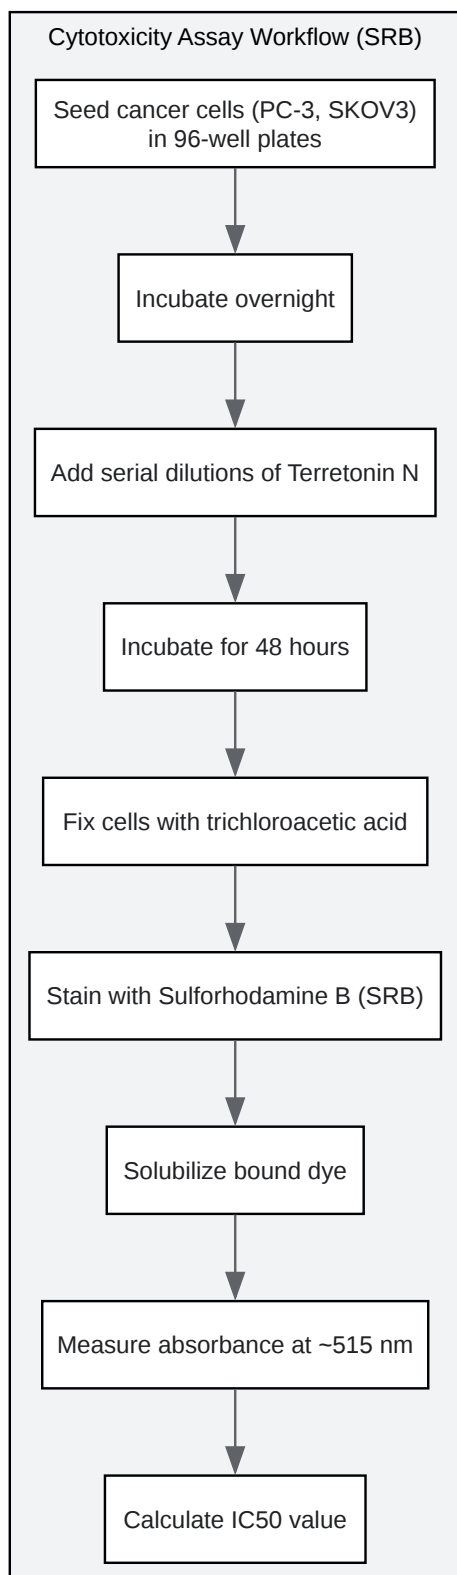 Cytotoxicity Assay Workflow (SRB)
Seed cancer cells (PC-3, SKOV3)
in 96-well plates
Incubate overnight
Add serial dilutions of Terretonin N
Incubate for 48 hours
Fix cells with trichloroacetic acid
Stain with Sulforhodamine B (SRB)
Solubilize bound dye
Measure absorbance at ~515 nm
Calculate IC50 value